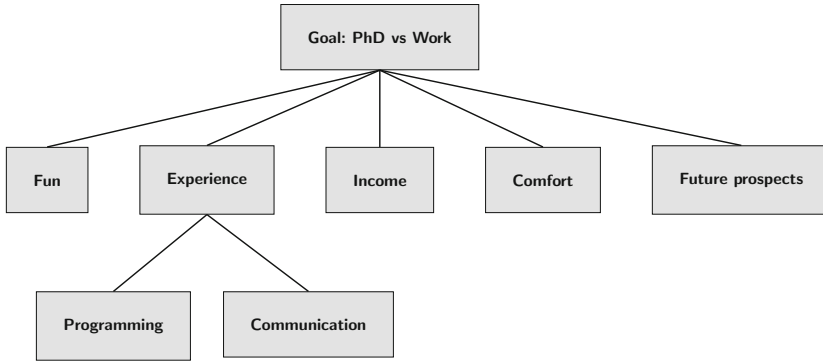 Goal: PhD vs Work
Fun
Experience
Income
Comfort
Future prospects
Programming
Communication